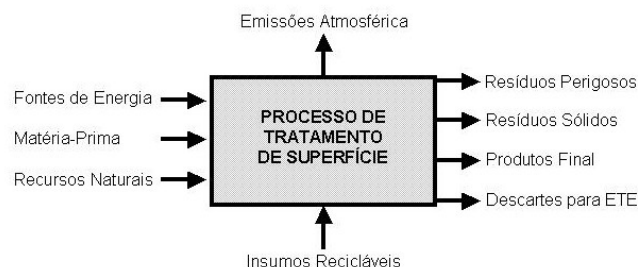 Emissões Atmosférica
Fontes de Energia
Matéria-Prima
Recursos Naturais
PROCESSO DE
TRATAMENTO
DE SUPERFÍCIE
Resíduos Perigosos
Resíduos Sólidos
Produtos Final
Descartes para ETE
Insumos Recicláveis